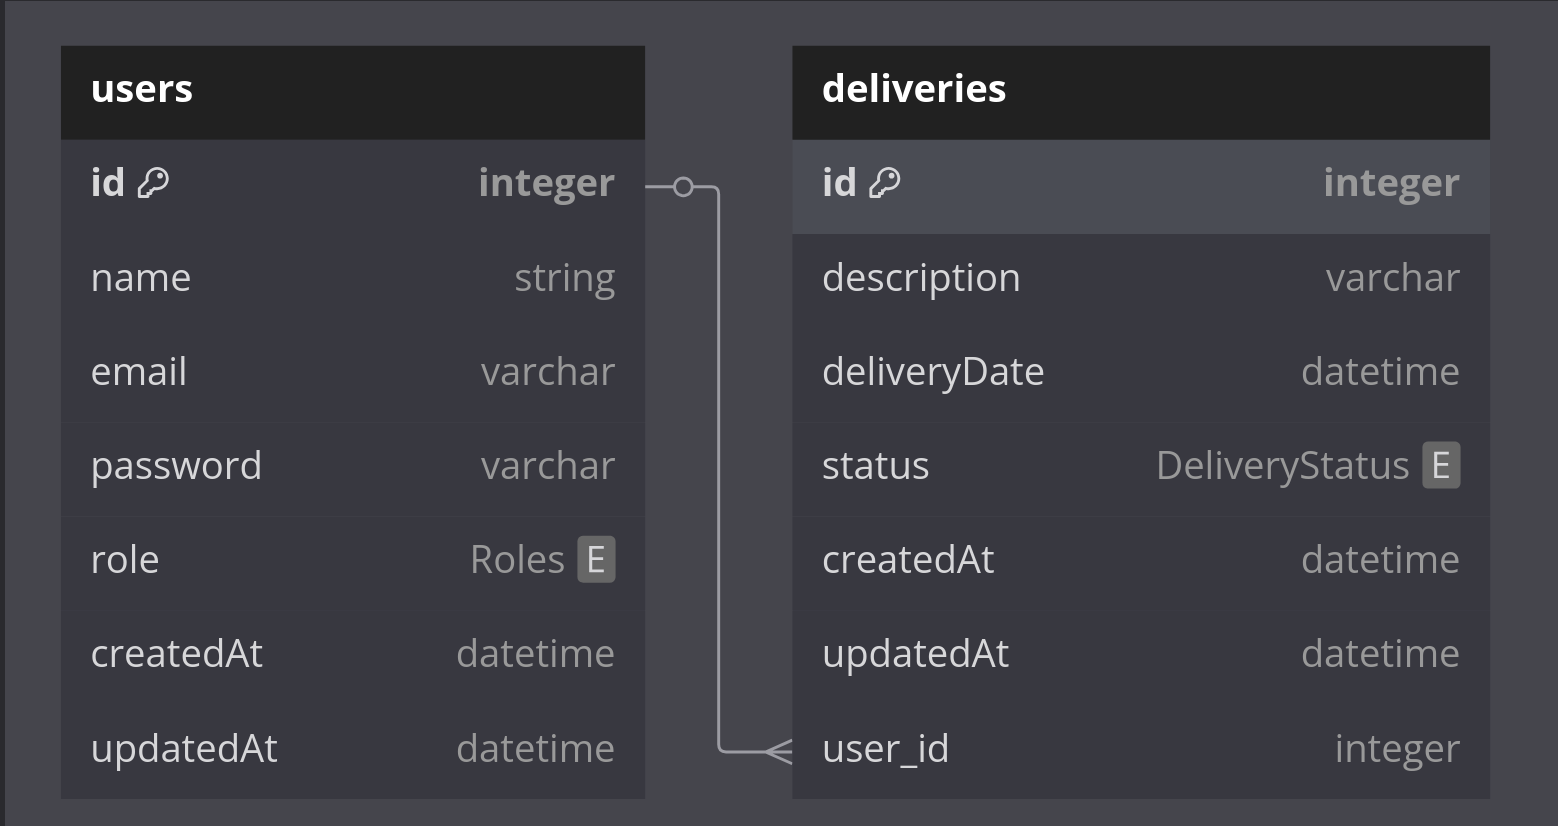 users
id integer
name string
email varchar
password varchar
role Roles E
createdAt datetime
updatedAt datetime
deliveries
id integer
description varchar
deliveryDate datetime
status DeliveryStatus E
createdAt datetime
updatedAt datetime
user_id integer